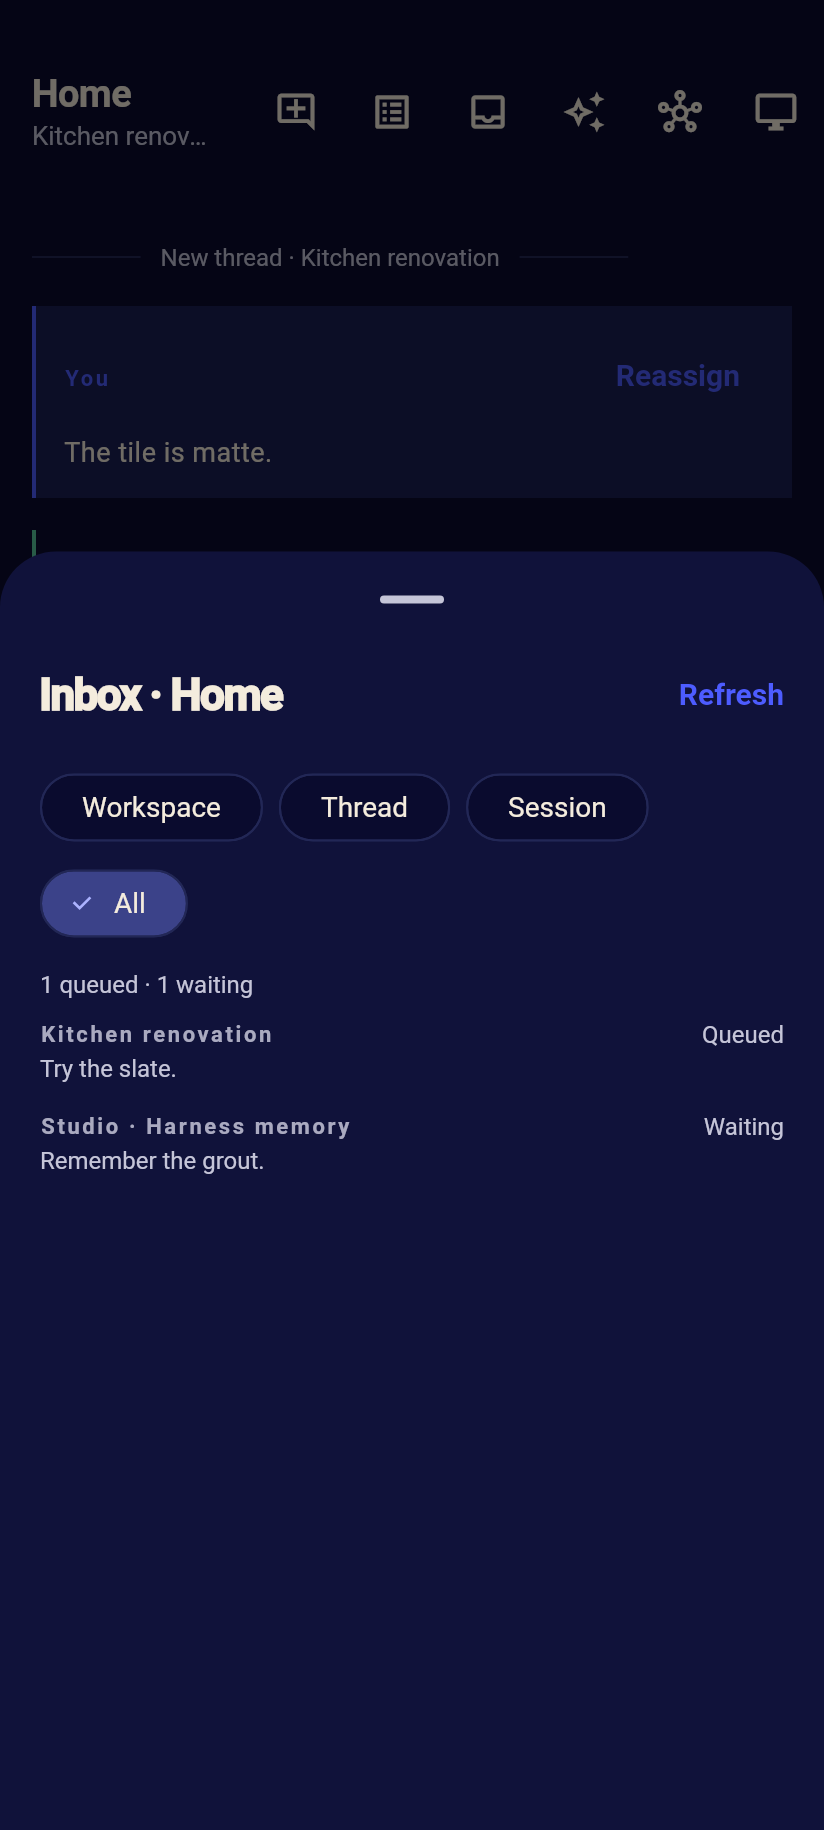 Home
Kitchen renov...
New thread · Kitchen renovation
You
Reassign
The tile is matte.
Inbox · Home
Refresh
Workspace
Thread
Session
All
1 queued · 1 waiting
Kitchen renovation
Queued
Try the slate.
Studio · Harness memory
Waiting
Remember the grout.